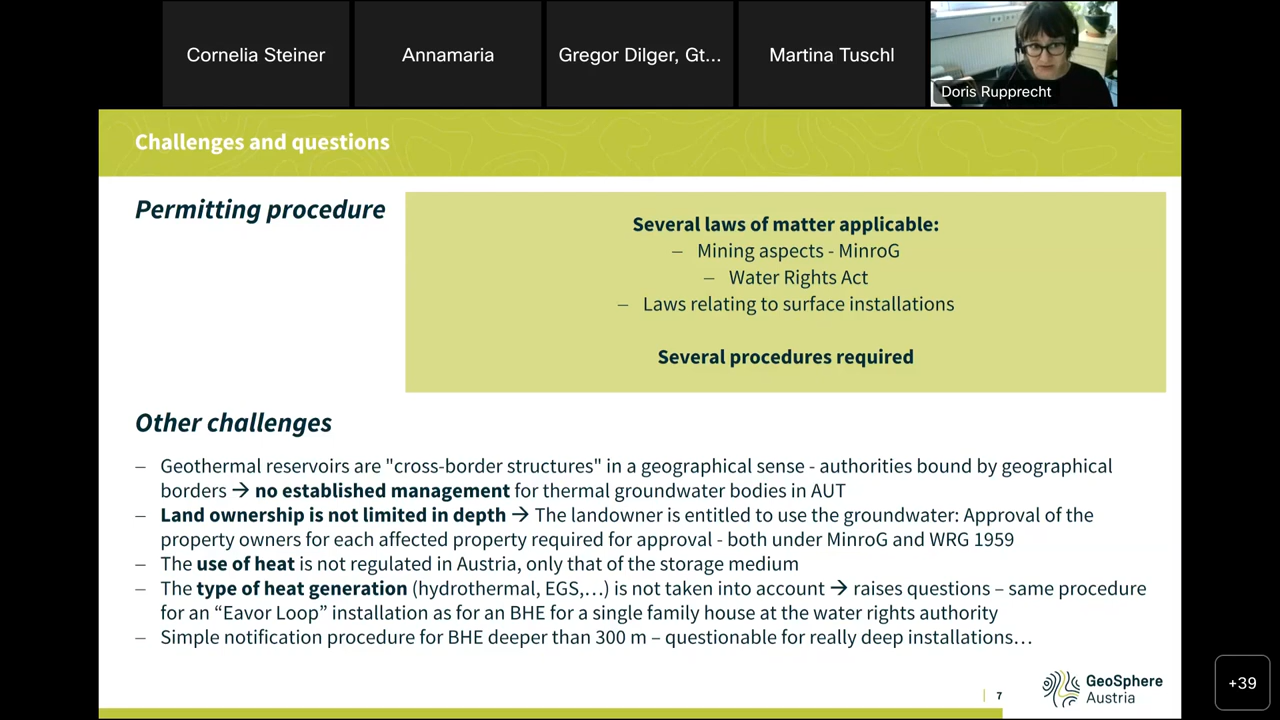 Cornelia Steiner
Annamaria
Gregor Dilger, Gt...
Martina Tuschl
Doris Rupprecht
Challenges and questions
Permitting procedure
Several laws of matter applicable:
– Mining aspects - MinroG
– Water Rights Act
– Laws relating to surface installations
Several procedures required
Other challenges
– Geothermal reservoirs are "cross-border structures" in a geographical sense - authorities bound by geographical
borders → no established management for thermal groundwater bodies in AUT
– Land ownership is not limited in depth → The landowner is entitled to use the groundwater: Approval of the
property owners for each affected property required for approval - both under MinroG and WRG 1959
– The use of heat is not regulated in Austria, only that of the storage medium
– The type of heat generation (hydrothermal, EGS,...) is not taken into account → raises questions – same procedure
for an “Eavor Loop” installation as for an BHE for a single family house at the water rights authority
– Simple notification procedure for BHE deeper than 300 m – questionable for really deep installations...
7
GeoSphere
Austria
+39